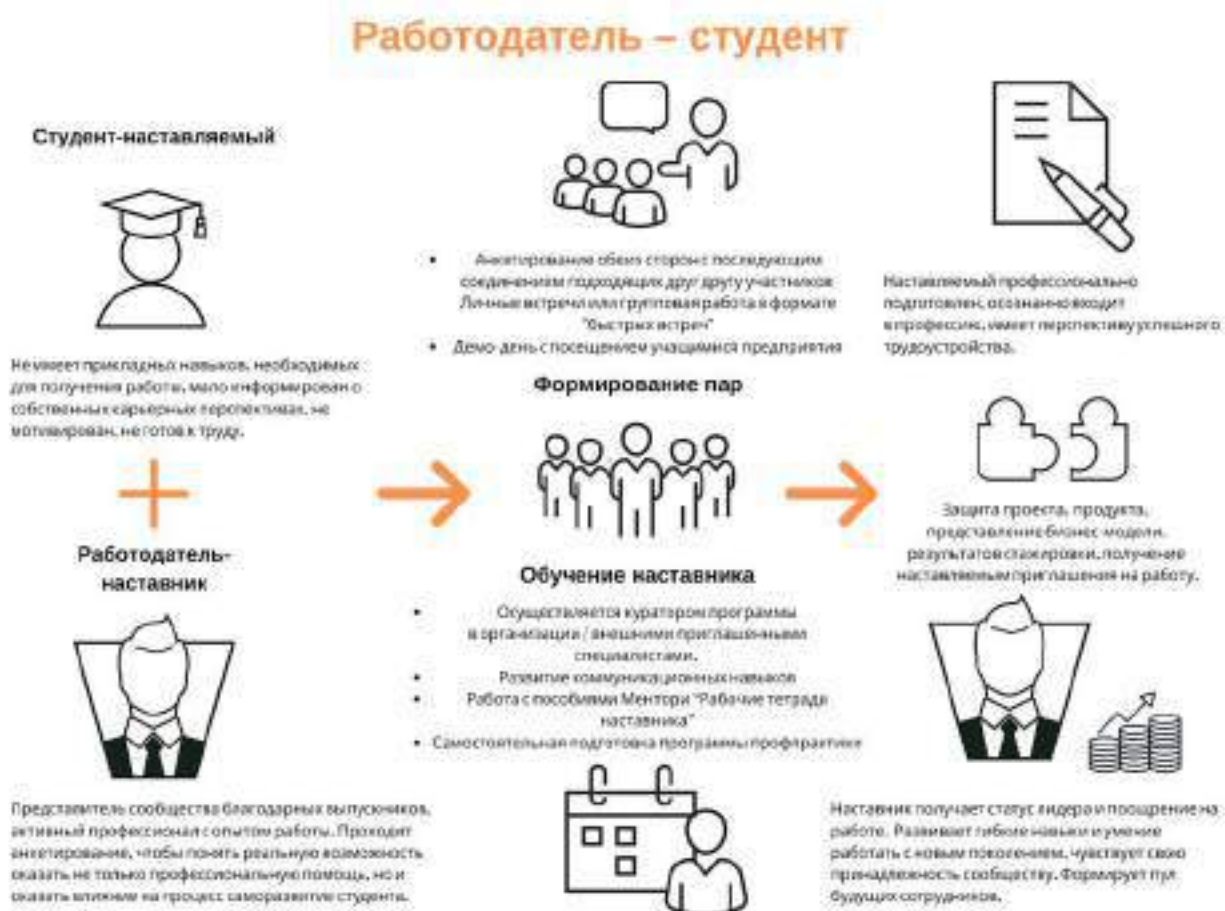 Работодатель – студент
Студент-наставляемый
Не имеет прикладных навыков, необходимых
для получения работы, мало информирован о
собственных карьерных перспективах, не
мотивирован, не готов к труду.
Работодатель-
наставник
Представитель сообщества благодарных выпускников,
активный профессионал с опытом работы. Проходит
анкетирование, чтобы понять реальную возможность
оказать не только профессиональную помощь, но и
оказать влияние на процесс саморазвития студента.
• Анкетирование обеих сторон с последующим
соединением подходящих друг другу участников
Личные встречи или групповая работа в формате
"быстрых встреч"
• Демо-день с посещением учащимися предприятия
Формирование пар
Обучение наставника
• Осуществляется куратором программы
в организации / внешними приглашенными
специалистами.
• Развитие коммуникационных навыков
• Работа с пособиями Ментори "Рабочие тетради
наставника"
• Самостоятельная подготовка программы профпрактики
Наставляемый профессионально
подготовлен, осознанно входит
в профессию, имеет перспективу успешного
трудоустройства.
Защита проекта, продукта,
представление бизнес-модели,
результатов стажировки, получение
наставляемым приглашения на работу.
Наставник получает статус лидера и поощрение на
работе. Развивает гибкие навыки и умение
работать с новым поколением, чувствует свою
принадлежность сообществу. Формирует пул
будущих сотрудников.